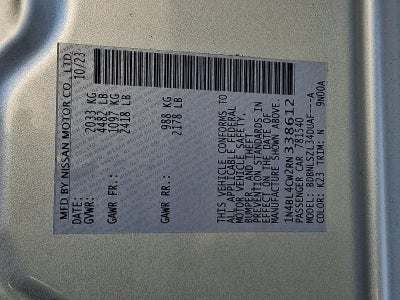 MFD BY NISSAN MOTOR CO., LTD.
DATE: 10/23
GVWR: 2033 KG
4482 LB
GAWR FR.: 1097 KG
2418 LB
GAWR RR.: 988 KG
2178 LB
THIS VEHICLE CONFORMS TO
ALL APPLICABLE FEDERAL
MOTOR VEHICLE SAFETY,
BUMPER, AND THEFT
PREVENTION STANDARDS IN
EFFECT ON THE DATE OF
MANUFACTURE SHOWN ABOVE.
1N4BL4CW2RN338612
PASSENGER CAR 781540
MODEL: BDBNLSZL34DUAF----A
COLOR: K23 TRIM: N 9N00A